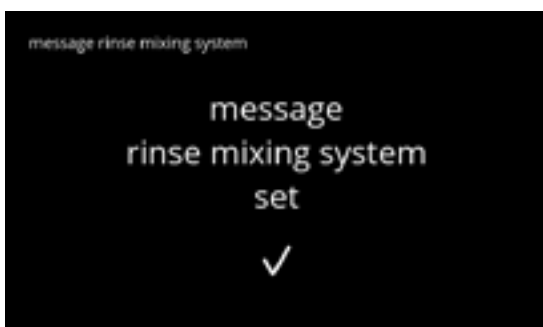 message rinse mixing system
message
rinse mixing system
set